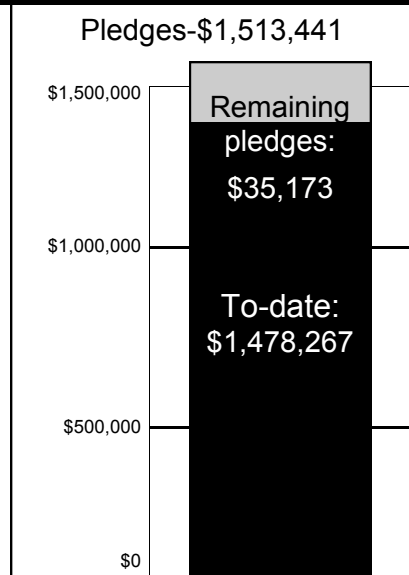 Pledges-$1,513,441
$1,500,000
Remaining
pledges:
$35,173
$1,000,000
To-date:
$1,478,267
$500,000
$0